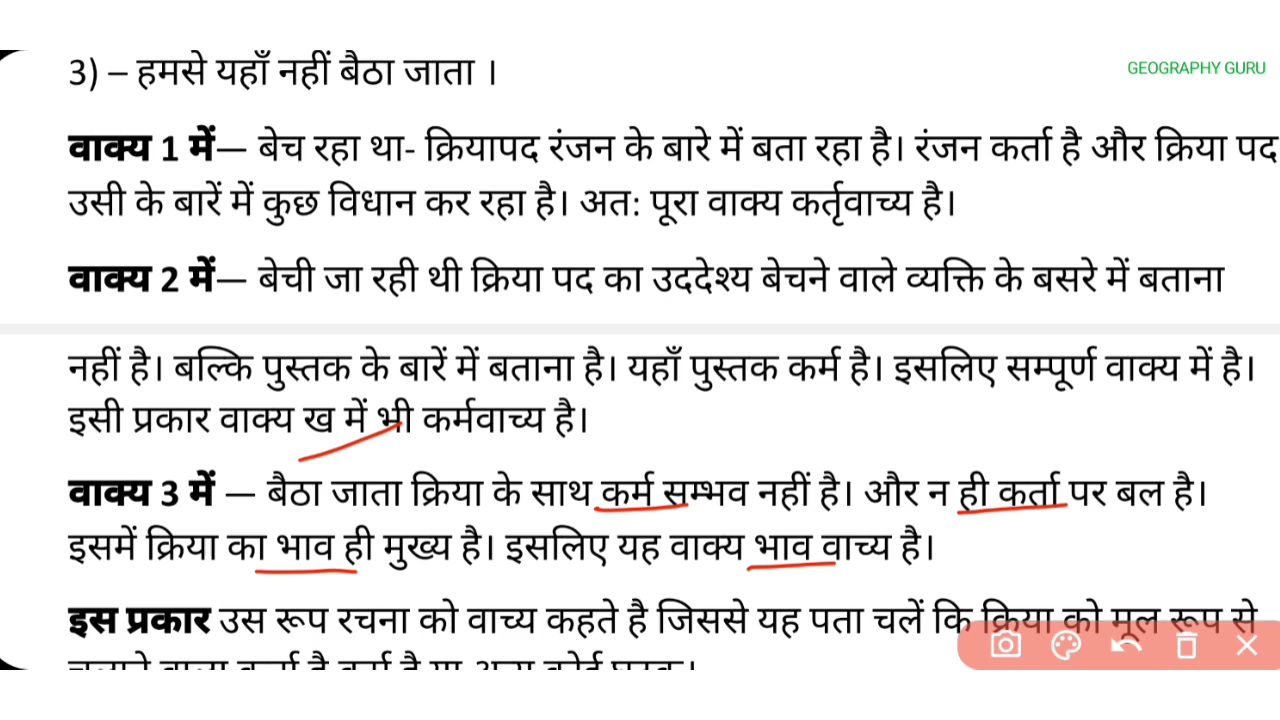 3) – हमसे यहाँ नहीं बैठा जाता ।
GEOGRAPHY GURU
वाक्य 1 में— बेच रहा था- क्रियापद रंजन के बारे में बता रहा है। रंजन कर्ता है और क्रिया पद
उसी के बारें में कुछ विधान कर रहा है। अत: पूरा वाक्य कर्तृवाच्य है।
वाक्य 2 में— बेची जा रही थी क्रिया पद का उददेश्य बेचने वाले व्यक्ति के बसरे में बताना
नहीं है। बल्कि पुस्तक के बारें में बताना है। यहाँ पुस्तक कर्म है। इसलिए सम्पूर्ण वाक्य में है।
इसी प्रकार वाक्य ख में भी कर्मवाच्य है।
वाक्य 3 में — बैठा जाता क्रिया के साथ कर्म सम्भव नहीं है। और न ही कर्ता पर बल है।
इसमें क्रिया का भाव ही मुख्य है। इसलिए यह वाक्य भाव वाच्य है।
इस प्रकार उस रूप रचना को वाच्य कहते है जिससे यह पता चलें कि क्रिया को मूल रूप से